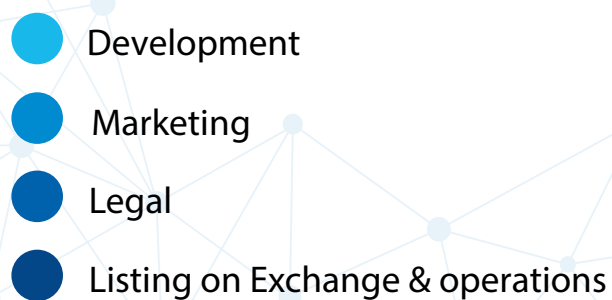 Development
Marketing
Legal
Listing on Exchange & operations